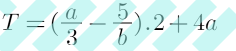 T = (a/3 − 5/b).2 + 4a